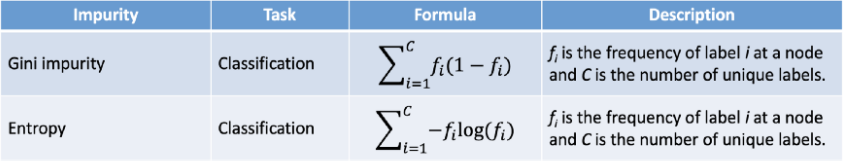 Impurity Task Formula Description
Gini impurity Classification ∑_{i=1}^{C} f_i(1 − f_i) f_i is the frequency of label i at a node
and C is the number of unique labels.
Entropy Classification ∑_{i=1}^{C} −f_i log(f_i) f_i is the frequency of label i at a node
and C is the number of unique labels.